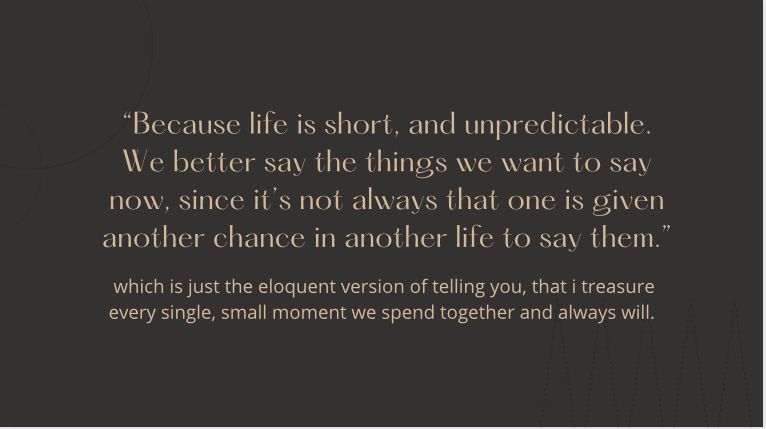 “Because life is short, and unpredictable.
We better say the things we want to say
now, since it’s not always that one is given
another chance in another life to say them.”
which is just the eloquent version of telling you, that i treasure
every single, small moment we spend together and always will.